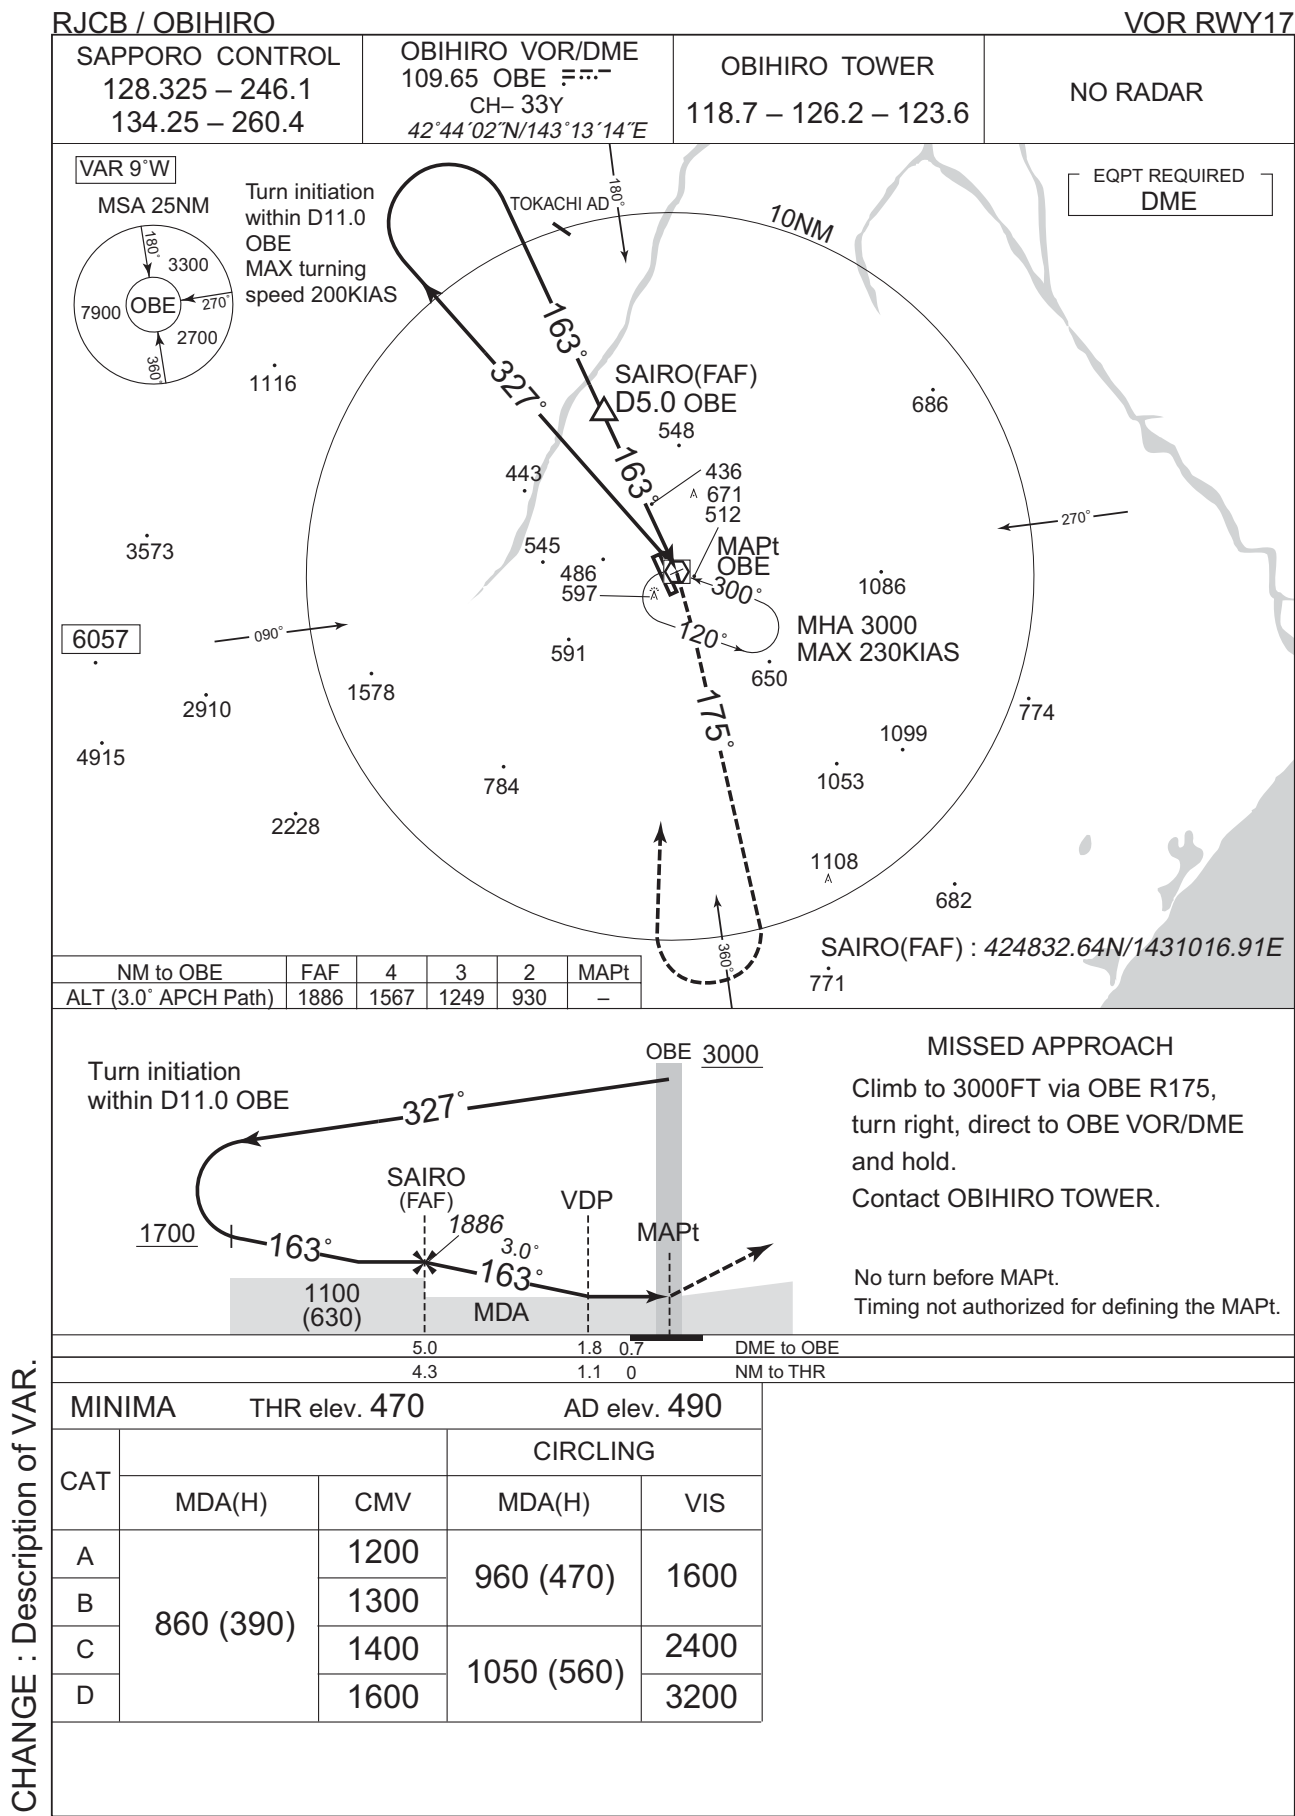 RJCB / OBIHIRO
VOR RWY17
SAPPORO CONTROL
128.325 – 246.1
134.25 – 260.4
OBIHIRO VOR/DME
109.65 OBE
CH– 33Y
42°44´02˝N/143°13´14˝E
OBIHIRO TOWER
118.7 – 126.2 – 123.6
NO RADAR
VAR 9°W
MSA 25NM
180°
3300
7900
OBE
270°
2700
360°
Turn initiation
within D11.0
OBE
MAX turning
speed 200KIAS
TOKACHI AD
180°
10NM
EQPT REQUIRED
DME
163°
327°
1116
SAIRO(FAF)
D5.0 OBE
548
686
163°
436
671
512
443
MAPt
OBE
545
486
597
300°
120°
270°
3573
1086
6057
090°
MHA 3000
MAX 230KIAS
591
650
1578
2910
175°
774
4915
1099
1053
784
2228
1108
682
360°
SAIRO(FAF) : 424832.64N/1431016.91E
771
NM to OBE FAF 4 3 2 MAPt
ALT (3.0° APCH Path) 1886 1567 1249 930 –
Turn initiation
within D11.0 OBE
327°
OBE 3000
SAIRO
(FAF)
1886
VDP
MAPt
1700
163°
3.0°
163°
1100
(630)
MDA
MISSED APPROACH
Climb to 3000FT via OBE R175,
turn right, direct to OBE VOR/DME
and hold.
Contact OBIHIRO TOWER.
No turn before MAPt.
Timing not authorized for defining the MAPt.
5.0 1.8 0.7 DME to OBE
4.3 1.1 0 NM to THR
MINIMA THR elev. 470 AD elev. 490
CAT
CIRCLING
MDA(H) CMV MDA(H) VIS
A 1200
B 1300
860 (390)
960 (470) 1600
C 1400 2400
1050 (560)
D 1600 3200
CHANGE : Description of VAR.